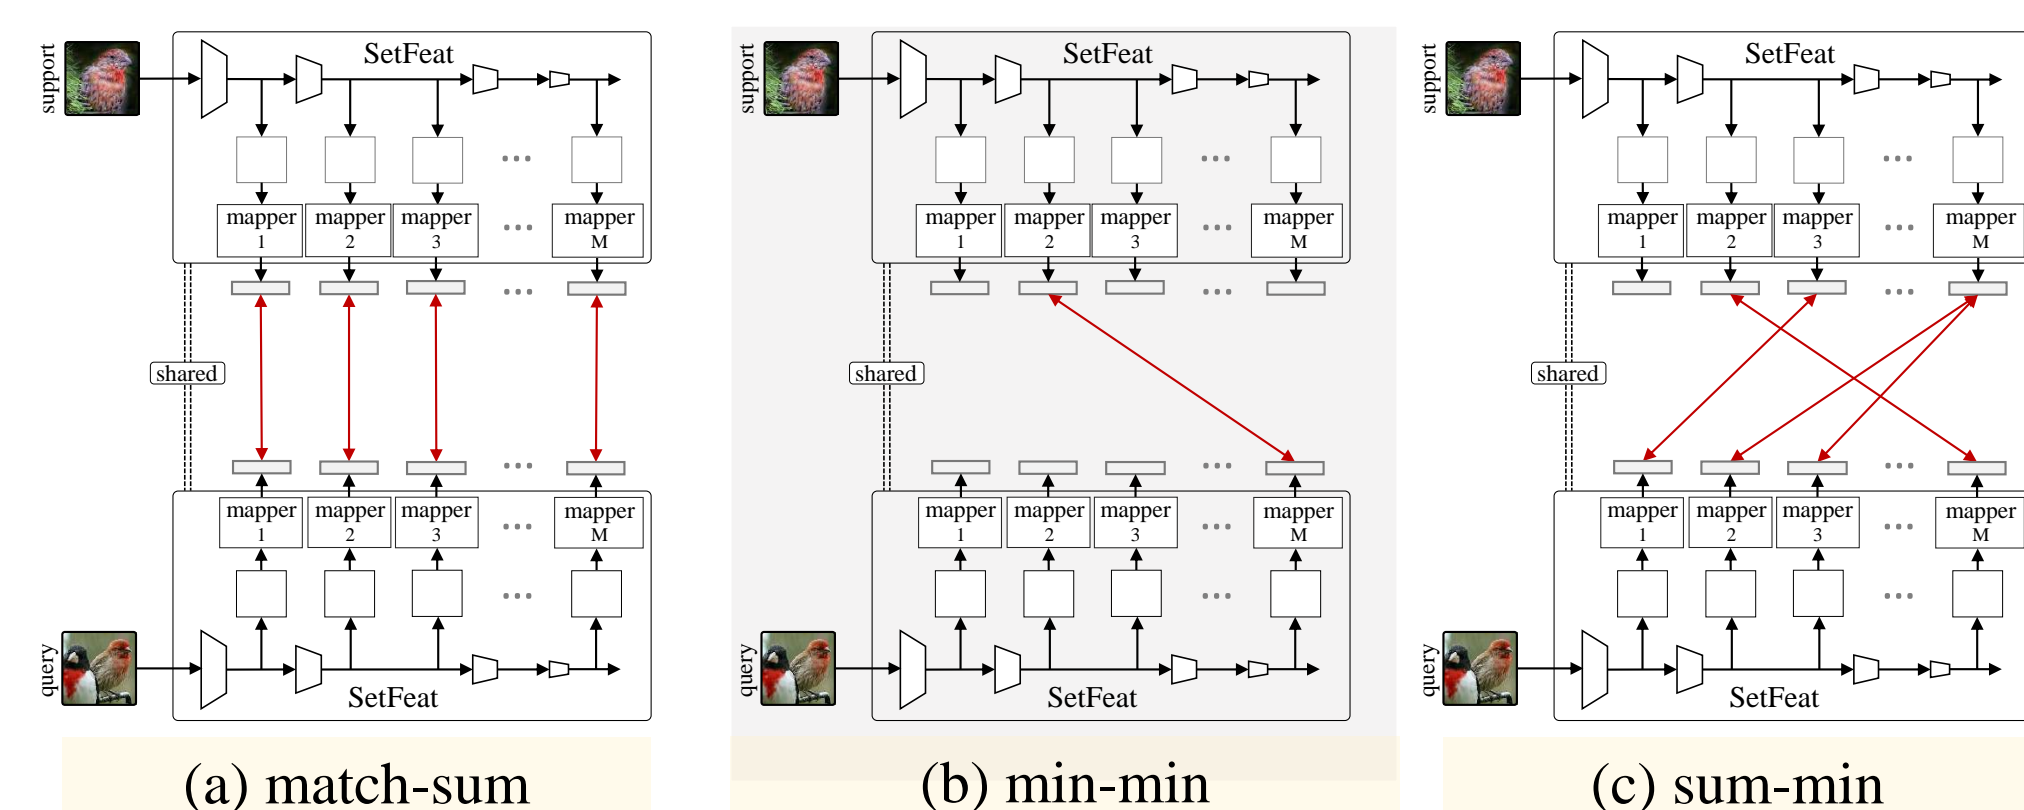 support
SetFeat
mapper 1
mapper 2
mapper 3
...
mapper M
shared
mapper 1
mapper 2
mapper 3
...
mapper M
query
SetFeat
(a) match-sum
support
SetFeat
mapper 1
mapper 2
mapper 3
...
mapper M
shared
mapper 1
mapper 2
mapper 3
...
mapper M
query
SetFeat
(b) min-min
support
SetFeat
mapper 1
mapper 2
mapper 3
...
mapper M
shared
mapper 1
mapper 2
mapper 3
...
mapper M
query
SetFeat
(c) sum-min